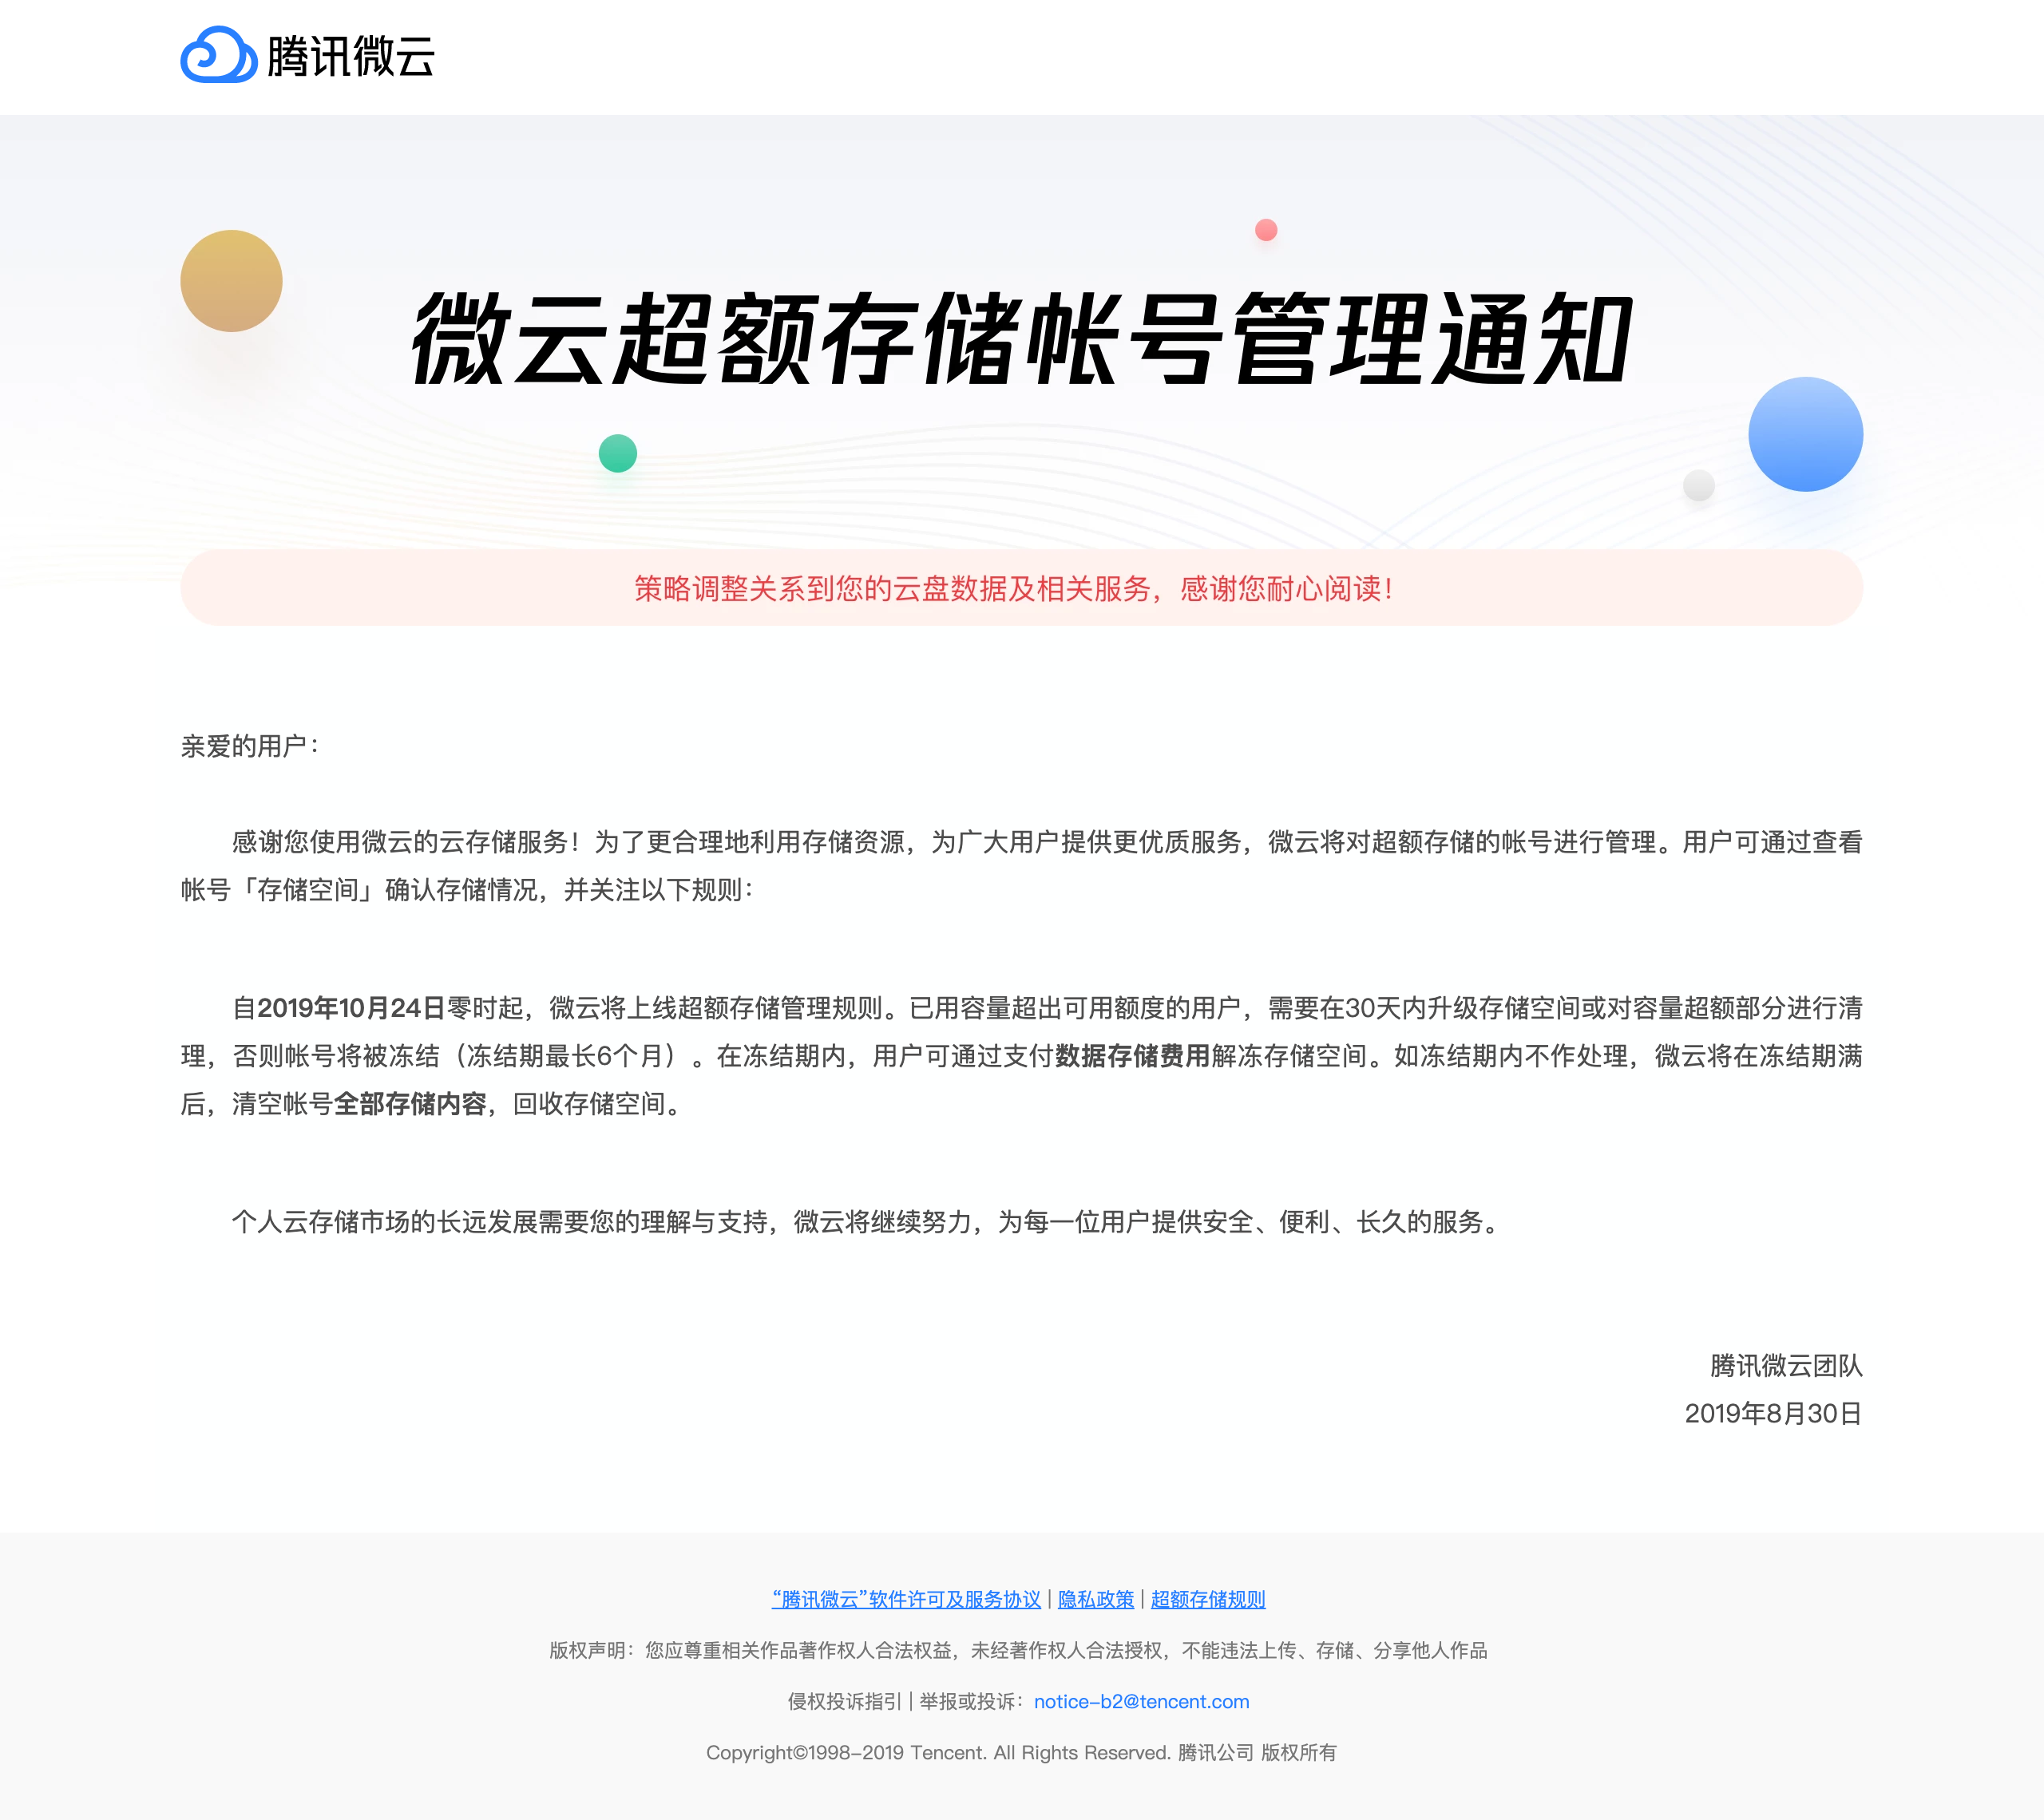 腾讯微云
微云超额存储帐号管理通知
策略调整关系到您的云盘数据及相关服务，感谢您耐心阅读！
亲爱的用户：
感谢您使用微云的云存储服务！为了更合理地利用存储资源，为广大用户提供更优质服务，微云将对超额存储的帐号进行管理。用户可通过查看
帐号「存储空间」确认存储情况，并关注以下规则：
自2019年10月24日零时起，微云将上线超额存储管理规则。已用容量超出可用额度的用户，需要在30天内升级存储空间或对容量超额部分进行清
理，否则帐号将被冻结（冻结期最长6个月）。在冻结期内，用户可通过支付数据存储费用解冻存储空间。如冻结期内不作处理，微云将在冻结期满
后，清空帐号全部存储内容，回收存储空间。
个人云存储市场的长远发展需要您的理解与支持，微云将继续努力，为每一位用户提供安全、便利、长久的服务。
腾讯微云团队
2019年8月30日
“腾讯微云”软件许可及服务协议 | 隐私政策 | 超额存储规则
版权声明：您应尊重相关作品著作权人合法权益，未经著作权人合法授权，不能违法上传、存储、分享他人作品
侵权投诉指引 | 举报或投诉：notice-b2@tencent.com
Copyright©1998-2019 Tencent. All Rights Reserved. 腾讯公司 版权所有